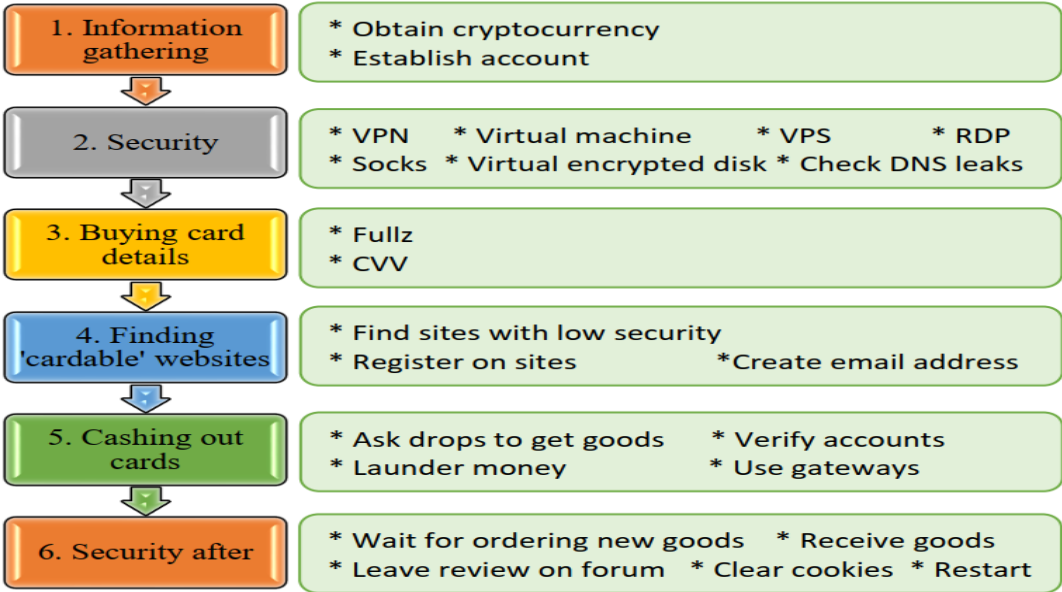 1. Information
gathering
* Obtain cryptocurrency
* Establish account
2. Security
* VPN * Virtual machine * VPS * RDP
* Socks * Virtual encrypted disk * Check DNS leaks
3. Buying card
details
* Fullz
* CVV
4. Finding
'cardable' websites
* Find sites with low security
* Register on sites *Create email address
5. Cashing out
cards
* Ask drops to get goods * Verify accounts
* Launder money * Use gateways
6. Security after
* Wait for ordering new goods * Receive goods
* Leave review on forum * Clear cookies * Restart